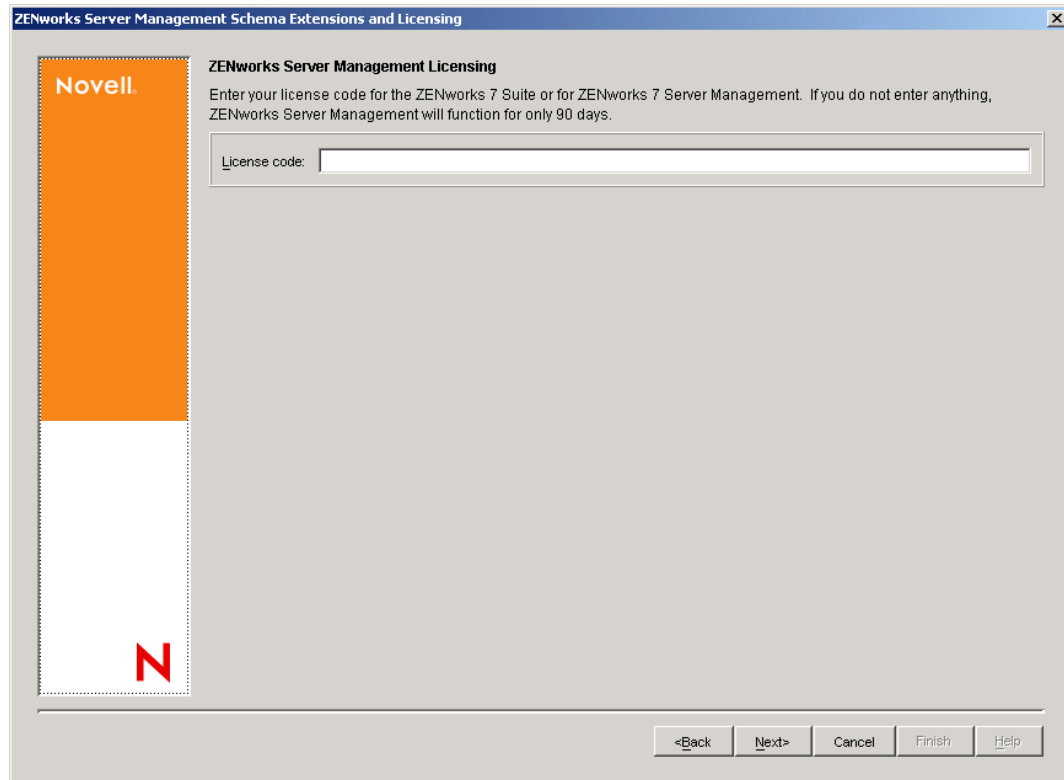 ZENworks Server Management Schema Extensions and Licensing
Novell.
ZENworks Server Management Licensing
Enter your license code for the ZENworks 7 Suite or for ZENworks 7 Server Management. If you do not enter anything,
ZENworks Server Management will function for only 90 days.
License code:
N
<Back Next> Cancel Finish Help